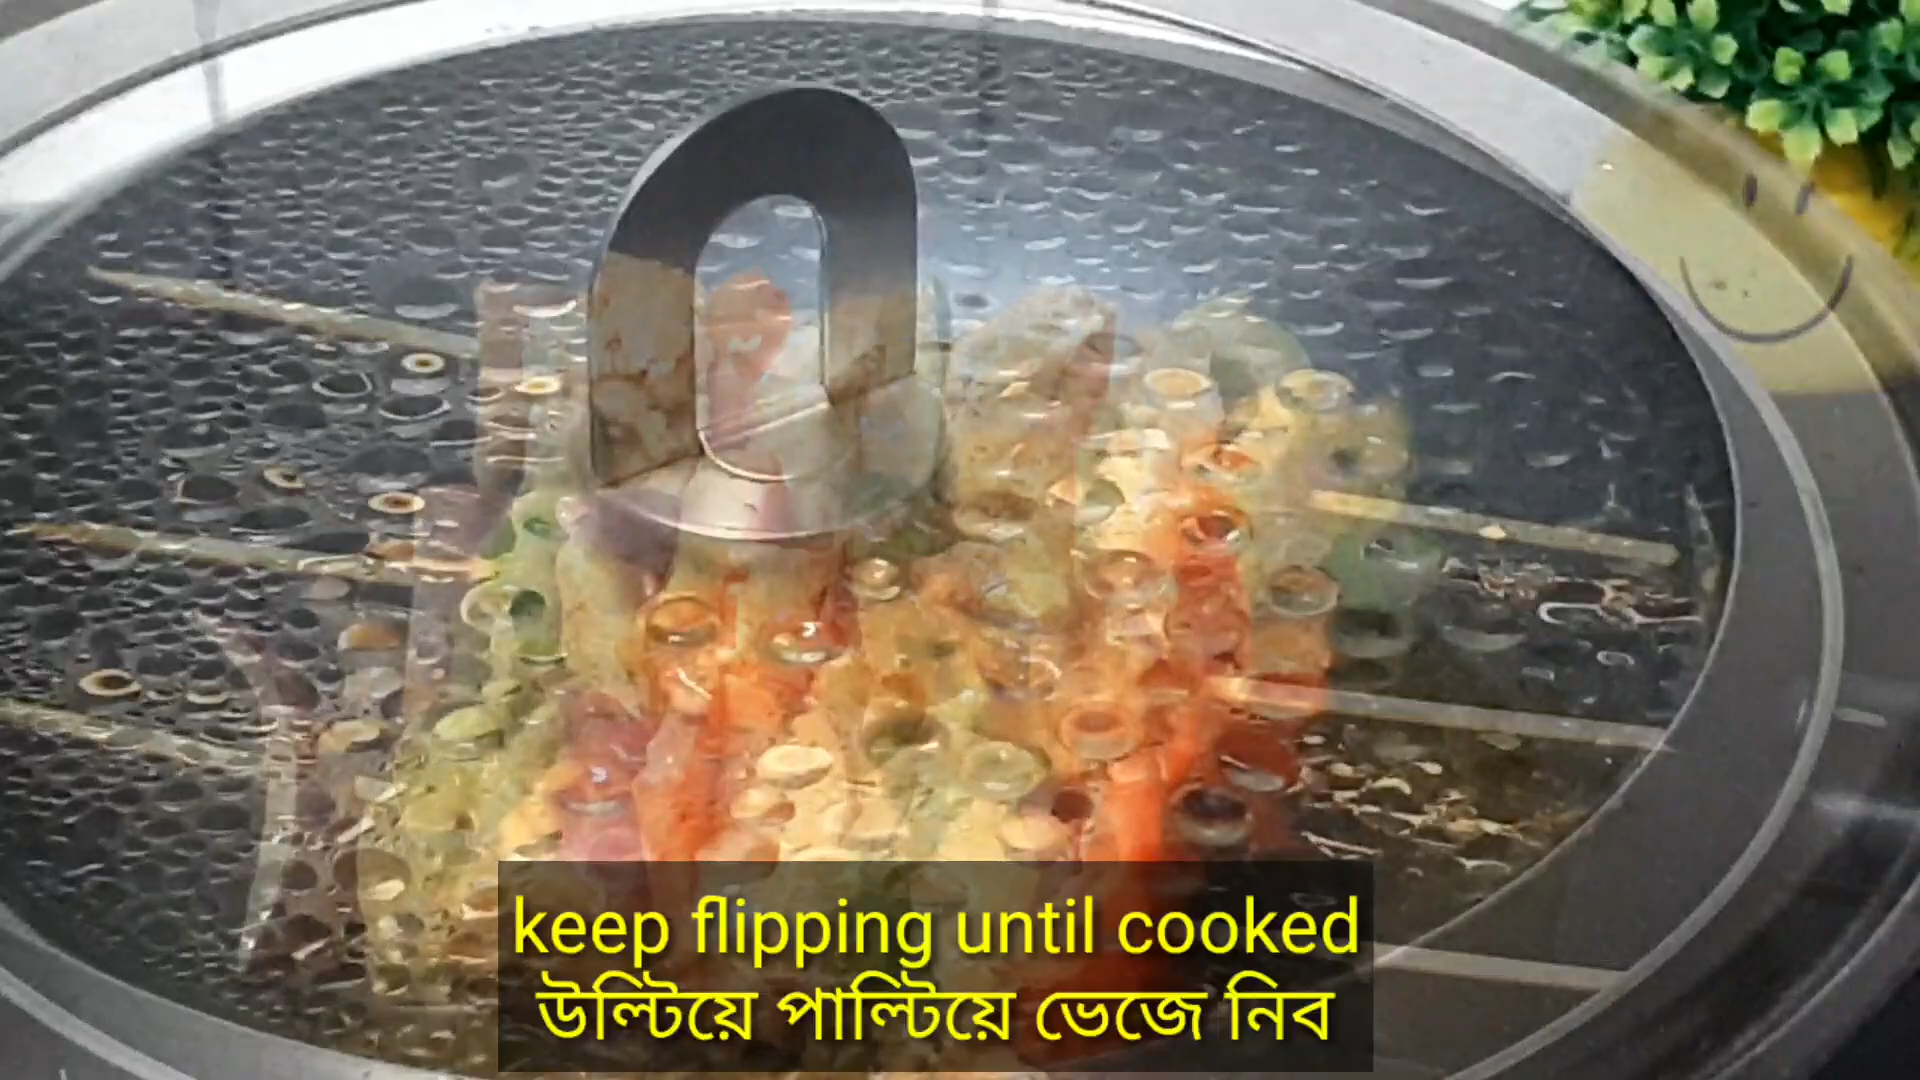 keep flipping until cooked
উল্টিয়ে পাল্টিয়ে ভেজে নিব